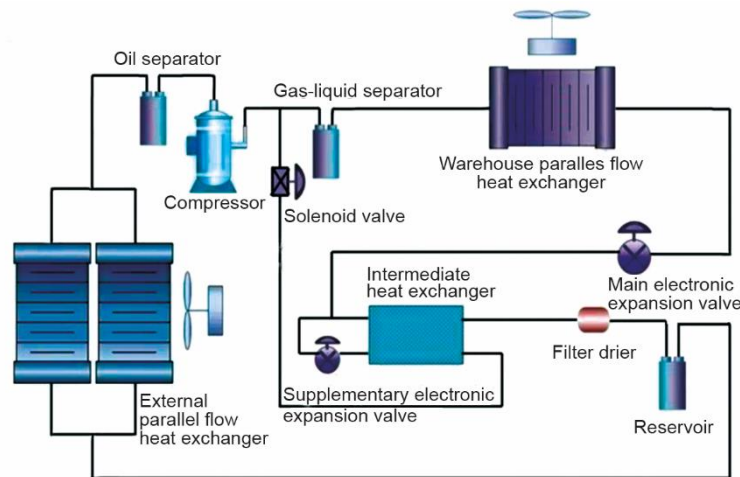 Oil separator
Gas-liquid separator
Warehouse paralles flow
heat exchanger
Compressor
Solenoid valve
Intermediate
heat exchanger
Main electronic
expansion valve
Filter drier
Supplementary electronic
expansion valve
External
parallel flow
heat exchanger
Reservoir